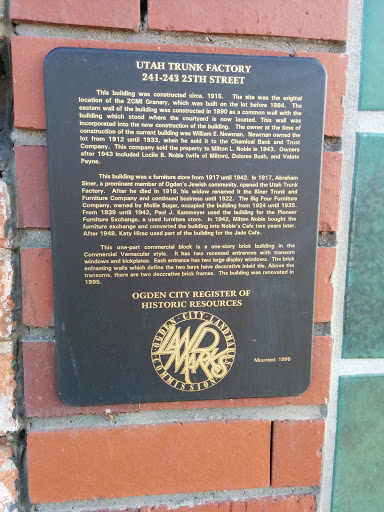 UTAH TRUNK FACTORY
241-243 25TH STREET
This building was constructed circa. 1915. The site was the original
location of the ZCMI Granary, which was built on the lot before 1884. The
eastern wall of the building was constructed in 1890 as a common wall with the
building which stood where the courtyard is now located. This wall was
incorporated into the new construction of the building. The owner at the time of
construction of the current building was William E. Newman. Newman owned the
lot from 1912 until 1933, when he sold it to the Chemical Bank and Trust
Company. This company sold the property to Milton L. Noble in 1943. Owners
after 1943 included Lucile B. Noble (wife of Milton), Dolores Bush, and Valate
Payne.
This building was a furniture store from 1917 until 1942. In 1917, Abraham
Siner, a prominent member of Ogden's Jewish community, opened the Utah Trunk
Factory. After he died in 1919, his widow renamed it the Siner Trunk and
Furniture Company and continued business until 1922. The Big Four Furniture
Company, owned by Mollie Sugar, occupied the building from 1924 until 1935.
From 1939 until 1942, Paul J. Kammeyer used the building for the Pioneer
Furniture Exchange, a used furniture store. In 1942, Milton Noble bought the
furniture exchange and converted the building into Noble's Cafe two years later.
After 1948, Katy Hirau used part of the building for the Jade Cafe.
This one-part commercial block is a one-story brick building in the
Commercial Vernacular style. It has two recessed entrances with transom
windows and kickplates. Each entrance has two large display windows. The brick
enframing walls which define the two bays have decorative inlaid tile. Above the
transoms, there are two decorative brick frames. The building was renovated in
1995.
OGDEN CITY REGISTER OF
HISTORIC RESOURCES
OGDEN CITY LANDMARKS COMMISSION
LANDMARKS
Mounted: 1996